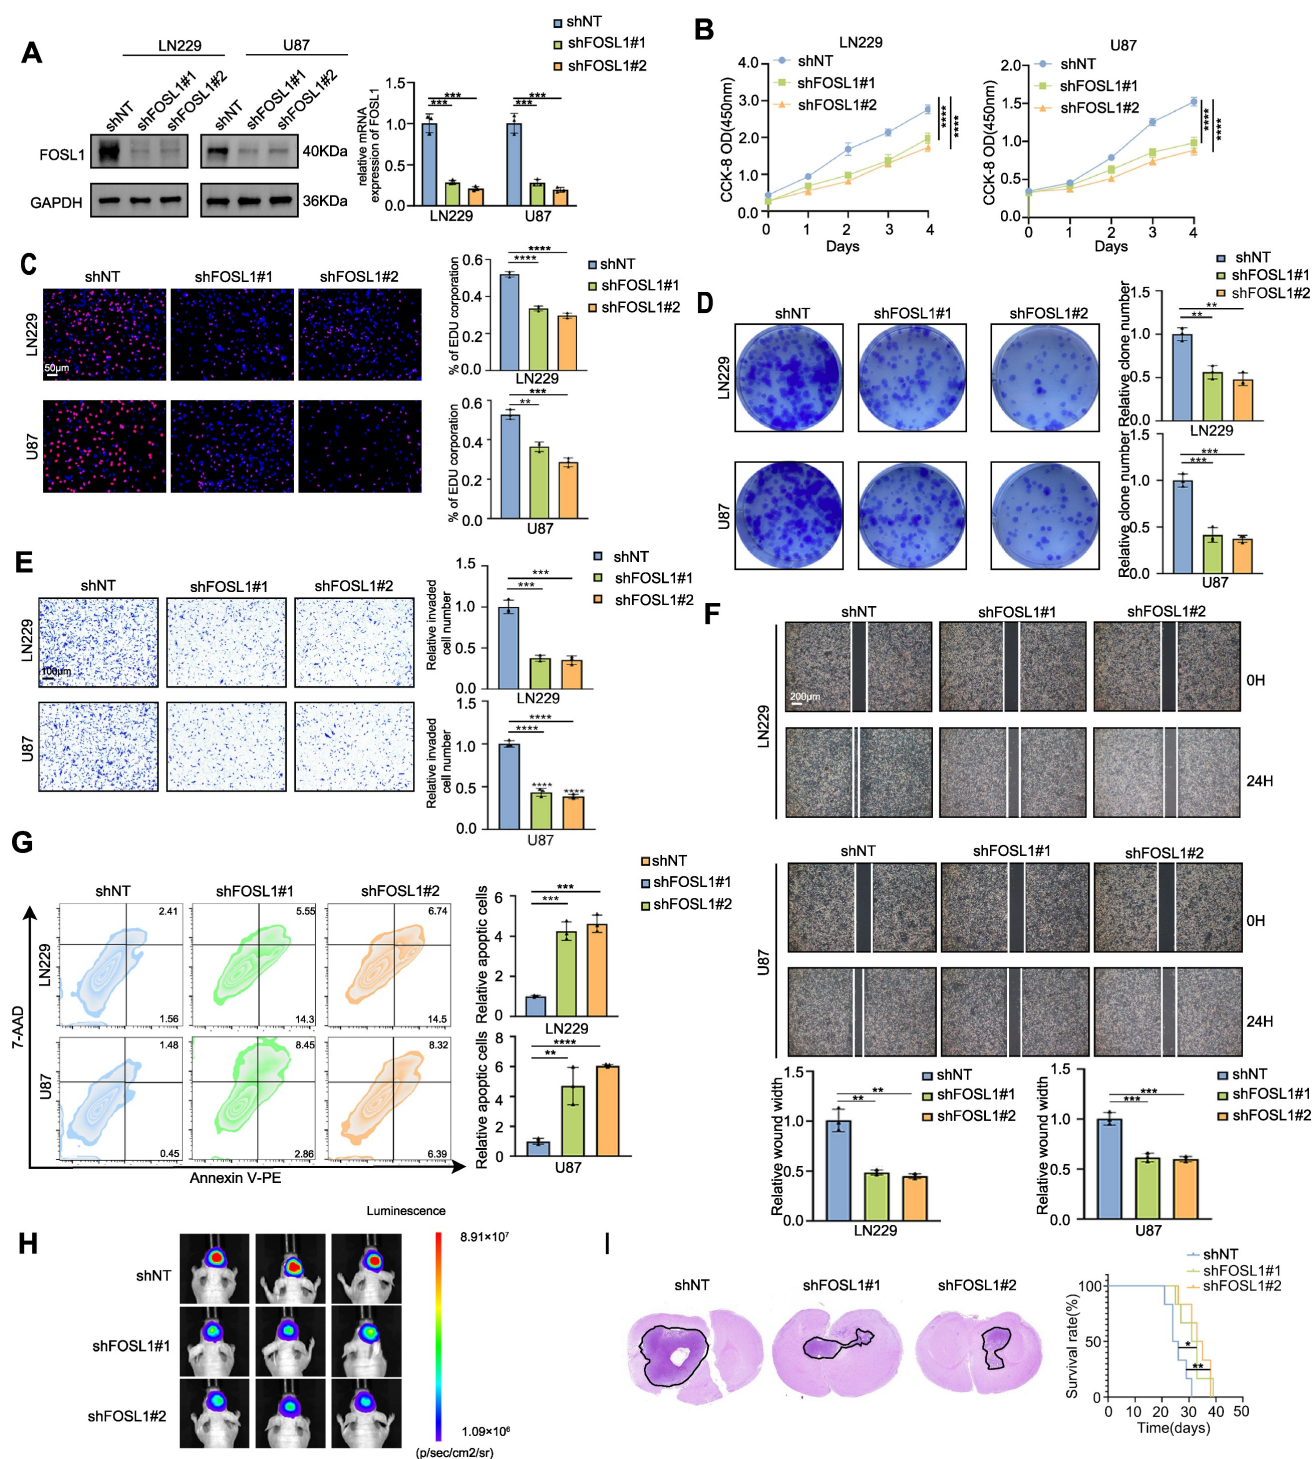 A
LN229
U87
shNT
shFOSL1#1
shFOSL1#2
shNT
shFOSL1#1
shFOSL1#2
FOSL1
40KDa
GAPDH
36KDa
shNT
shFOSL1#1
shFOSL1#2
relative mRNA
expression of FOSL1
1.5
1.0
0.5
0.0
***
***
***
***
LN229
U87
B
LN229
CCK-8 OD(450nm)
4.0
3.0
2.0
1.0
0.0
shNT
shFOSL1#1
shFOSL1#2
****
****
0 1 2 3 4
Days
U87
CCK-8 OD(450nm)
2.0
1.5
1.0
0.5
0.0
shNT
shFOSL1#1
shFOSL1#2
****
****
0 1 2 3 4
Days
C
shNT shFOSL1#1 shFOSL1#2
LN229
50μm
U87
% of EDU corporation
0.6
0.4
0.2
0.0
****
****
LN229
shNT
shFOSL1#1
shFOSL1#2
% of EDU corporation
0.6
0.4
0.2
0.0
***
**
U87
D
shNT shFOSL1#1 shFOSL1#2
LN229
U87
shNT
shFOSL1#1
shFOSL1#2
Relative clone number
1.5
1.0
0.5
0.0
**
**
LN229
Relative clone number
1.5
1.0
0.5
0.0
***
***
U87
E
shNT shFOSL1#1 shFOSL1#2
LN229
100μm
U87
Relative invaded
cell number
1.5
1.0
0.5
0.0
***
***
LN229
shNT
shFOSL1#1
shFOSL1#2
Relative invaded
cell number
1.5
1.0
0.5
0.0
****
****
****
****
U87
F
shNT shFOSL1#1 shFOSL1#2
LN229
200μm
0H
24H
shNT shFOSL1#1 shFOSL1#2
U87
0H
24H
Relative wound width
1.5
1.0
0.5
0.0
**
**
LN229
shNT
shFOSL1#1
shFOSL1#2
Relative wound width
1.5
1.0
0.5
0.0
***
***
U87
shNT
shFOSL1#1
shFOSL1#2
G
shNT shFOSL1#1 shFOSL1#2
7-AAD
LN229
2.41
1.56
5.55
14.3
6.74
14.5
U87
1.48
0.45
8.45
2.86
8.32
6.39
Annexin V-PE
shNT
shFOSL1#1
shFOSL1#2
Relative apoptic cells
6
4
2
0
***
***
LN229
Relative apoptic cells
8
6
4
2
0
****
**
U87
H
Luminescence
shNT
shFOSL1#1
shFOSL1#2
8.91×10⁷
1.09×10⁶
(p/sec/cm2/sr)
I
shNT shFOSL1#1 shFOSL1#2
shNT
shFOSL1#1
shFOSL1#2
Survival rate(%)
100
50
0
*
**
0 10 20 30 40 50
Time(days)